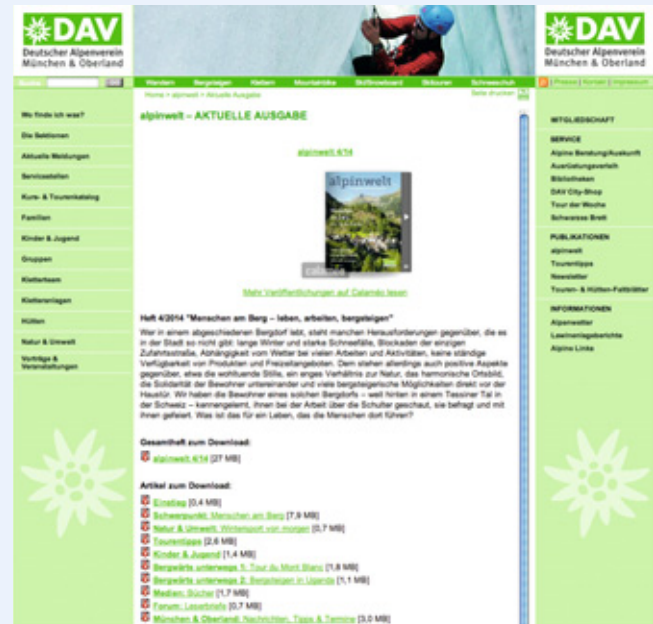 DAV
Deutscher Alpenverein
München & Oberland
Suche
Wandern Bergsteigen Klettern Mountainbike Ski/Snowboard Skitouren Schneeschuh
DAV
Deutscher Alpenverein
München & Oberland
| Presse | Kontakt | Impressum
Home > alpinwelt > Aktuelle Ausgabe
Seite drucken
Wo finde ich was?
Die Sektionen
Aktuelle Meldungen
Servicestellen
Kurs- & Tourenkatalog
Familien
Kinder & Jugend
Gruppen
Kletterteam
Kletteranlagen
Hütten
Natur & Umwelt
Vorträge &
Veranstaltungen
alpinwelt – AKTUELLE AUSGABE
alpinwelt 4/14
alpinwelt
calaméo
Mehr Veröffentlichungen auf Calaméo lesen
Heft 4/2014 "Menschen am Berg – leben, arbeiten, bergsteigen"
Wer in einem abgeschiedenen Bergdorf lebt, steht manchen Herausforderungen gegenüber, die es
in der Stadt so nicht gibt: lange Winter und starke Schneefälle, Blockaden der einzigen
Zufahrtsstraße, Abhängigkeit vom Wetter bei vielen Arbeiten und Aktivitäten, keine ständige
Verfügbarkeit von Produkten und Freizeitangeboten. Dem stehen allerdings auch positive Aspekte
gegenüber, etwa die wohltuende Stille, ein enges Verhältnis zur Natur, das harmonische Ortsbild,
die Solidarität der Bewohner untereinander und viele bergsteigerische Möglichkeiten direkt vor der
Haustür. Wir haben die Bewohner eines solchen Bergdorfs – weit hinten in einem Tessiner Tal in
der Schweiz – kennengelernt, ihnen bei der Arbeit über die Schulter geschaut, sie befragt und mit
ihnen gefeiert. Was ist das für ein Leben, das die Menschen dort führen?
Gesamtheft zum Download:
alpinwelt 4/14 [27 MB]
Artikel zum Download:
Einstieg [0,4 MB]
Schwerpunkt: Menschen am Berg [7,9 MB]
Natur & Umwelt: Wintersport von morgen [0,7 MB]
Tourentipps [2,6 MB]
Kinder & Jugend [1,4 MB]
Bergwärts unterwegs 1: Tour du Mont Blanc [1,8 MB]
Bergwärts unterwegs 2: Bergsteigen in Uganda [1,1 MB]
Medien: Bücher [1,7 MB]
Forum: Leserbriefe [0,7 MB]
München & Oberland: Nachrichten, Tipps & Termine [3,0 MB]
MITGLIEDSCHAFT
SERVICE
Alpine Beratung/Auskunft
Ausrüstungsverleih
Bibliotheken
DAV City-Shop
Tour der Woche
Schwarzes Brett
PUBLIKATIONEN
alpinwelt
Tourentipps
Newsletter
Touren- & Hütten-Faltblätter
INFORMATIONEN
Alpenwetter
Lawinenlageberichte
Alpine Links